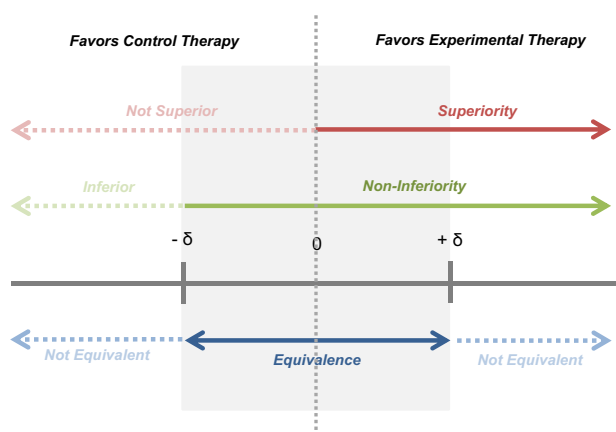 Favors Control Therapy
Favors Experimental Therapy
Not Superior
Superiority
Inferior
Non-Inferiority
- δ
0
+ δ
Not Equivalent
Equivalence
Not Equivalent